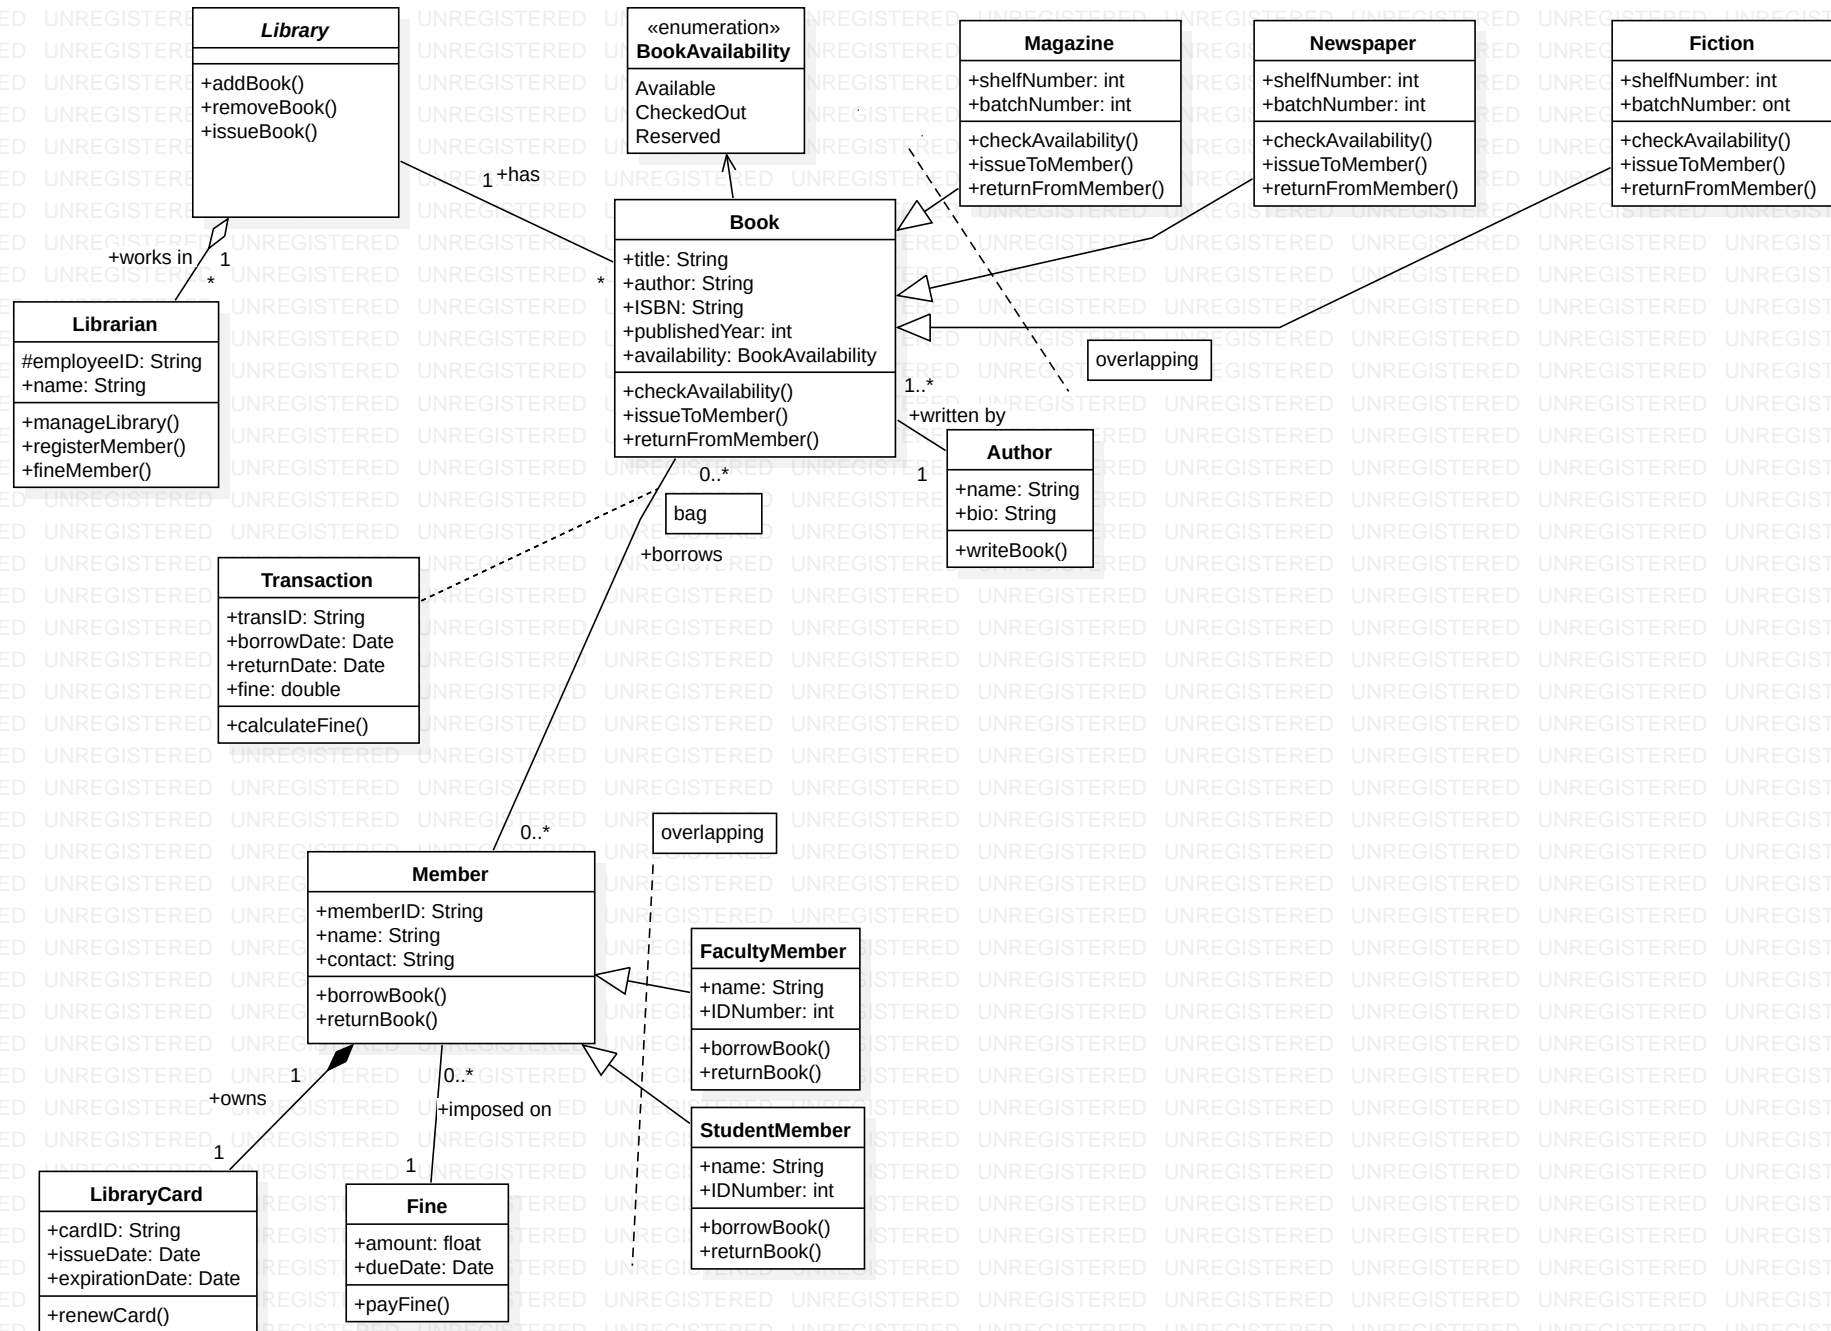 Library
+addBook()
+removeBook()
+issueBook()
«enumeration»
BookAvailability
Available
CheckedOut
Reserved
Magazine
+shelfNumber: int
+batchNumber: int
+checkAvailability()
+issueToMember()
+returnFromMember()
Newspaper
+shelfNumber: int
+batchNumber: int
+checkAvailability()
+issueToMember()
+returnFromMember()
Fiction
+shelfNumber: int
+batchNumber: ont
+checkAvailability()
+issueToMember()
+returnFromMember()
1 +has
*
+works in
1
*
Librarian
#employeeID: String
+name: String
+manageLibrary()
+registerMember()
+fineMember()
Book
+title: String
+author: String
+ISBN: String
+publishedYear: int
+availability: BookAvailability
+checkAvailability()
+issueToMember()
+returnFromMember()
overlapping
1..*
+written by
1
Author
+name: String
+bio: String
+writeBook()
0..*
bag
+borrows
Transaction
+transID: String
+borrowDate: Date
+returnDate: Date
+fine: double
+calculateFine()
0..*
overlapping
Member
+memberID: String
+name: String
+contact: String
+borrowBook()
+returnBook()
FacultyMember
+name: String
+IDNumber: int
+borrowBook()
+returnBook()
StudentMember
+name: String
+IDNumber: int
+borrowBook()
+returnBook()
1
+owns
1
0..*
+imposed on
1
LibraryCard
+cardID: String
+issueDate: Date
+expirationDate: Date
+renewCard()
Fine
+amount: float
+dueDate: Date
+payFine()
UNREGISTERED